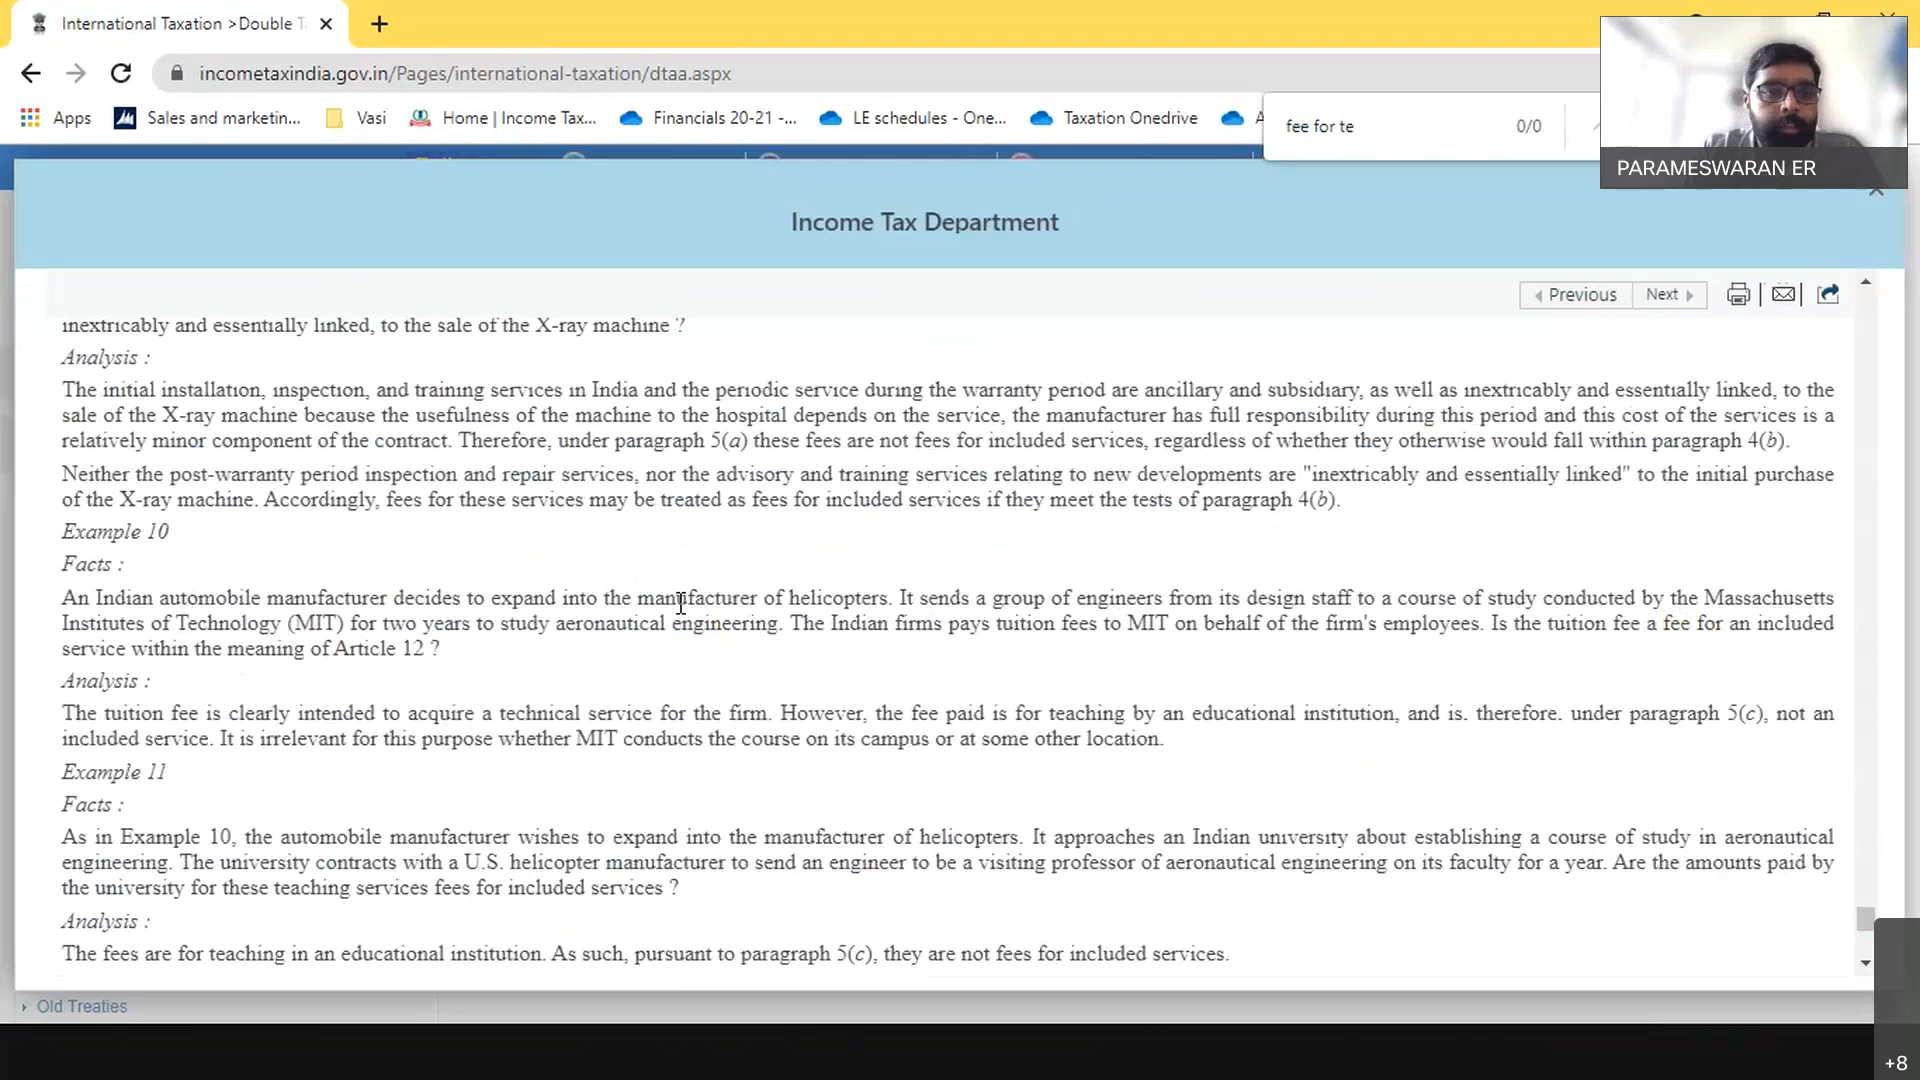 International Taxation >Double T
incometaxindia.gov.in/Pages/international-taxation/dtaa.aspx
Apps Sales and marketin... Vasi Home | Income Tax... Financials 20-21 -... LE schedules - One... Taxation Onedrive
fee for te 0/0
PARAMESWARAN ER
Income Tax Department
Previous Next
inextricably and essentially linked, to the sale of the X-ray machine ?
Analysis :
The initial installation, inspection, and training services in India and the periodic service during the warranty period are ancillary and subsidiary, as well as inextricably and essentially linked, to the
sale of the X-ray machine because the usefulness of the machine to the hospital depends on the service, the manufacturer has full responsibility during this period and this cost of the services is a
relatively minor component of the contract. Therefore, under paragraph 5(a) these fees are not fees for included services, regardless of whether they otherwise would fall within paragraph 4(b).
Neither the post-warranty period inspection and repair services, nor the advisory and training services relating to new developments are "inextricably and essentially linked" to the initial purchase
of the X-ray machine. Accordingly, fees for these services may be treated as fees for included services if they meet the tests of paragraph 4(b).
Example 10
Facts :
An Indian automobile manufacturer decides to expand into the manufacturer of helicopters. It sends a group of engineers from its design staff to a course of study conducted by the Massachusetts
Institutes of Technology (MIT) for two years to study aeronautical engineering. The Indian firms pays tuition fees to MIT on behalf of the firm's employees. Is the tuition fee a fee for an included
service within the meaning of Article 12 ?
Analysis :
The tuition fee is clearly intended to acquire a technical service for the firm. However, the fee paid is for teaching by an educational institution, and is. therefore. under paragraph 5(c), not an
included service. It is irrelevant for this purpose whether MIT conducts the course on its campus or at some other location.
Example 11
Facts :
As in Example 10, the automobile manufacturer wishes to expand into the manufacturer of helicopters. It approaches an Indian university about establishing a course of study in aeronautical
engineering. The university contracts with a U.S. helicopter manufacturer to send an engineer to be a visiting professor of aeronautical engineering on its faculty for a year. Are the amounts paid by
the university for these teaching services fees for included services ?
Analysis :
The fees are for teaching in an educational institution. As such, pursuant to paragraph 5(c), they are not fees for included services.
Old Treaties
+8